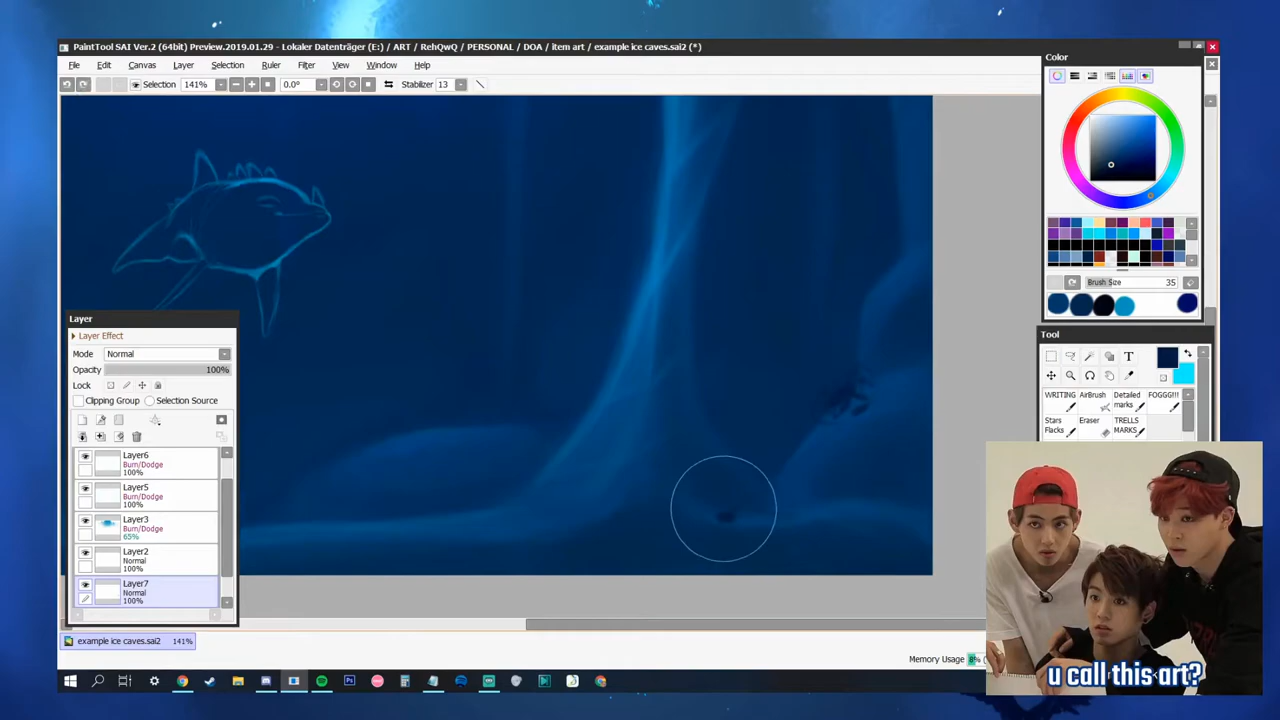 PaintTool SAI Ver.2 (64bit) Preview.2019.01.29 - Lokaler Datenträger (E:) / ART / RehQwQ / PERSONAL / DOA / item art / example ice caves.sai2 (*)
File Edit Canvas Layer Selection Ruler Filter View Window Help
Selection 141% 0.0° Stabilizer 13
Color
Brush Size 35
Layer
Layer Effect
Mode Normal
Opacity 100%
Lock
Clipping Group Selection Source
Layer6
Burn/Dodge
100%
Layer5
Burn/Dodge
100%
Layer3
Burn/Dodge
65%
Layer2
Normal
100%
Layer7
Normal
100%
Tool
T
WRITING AirBrush Detailed marks FOGGG!!!
Stars Flacks Eraser TRELLS MARKS
example ice caves.sai2 141%
Memory Usage 8%
u call this art?